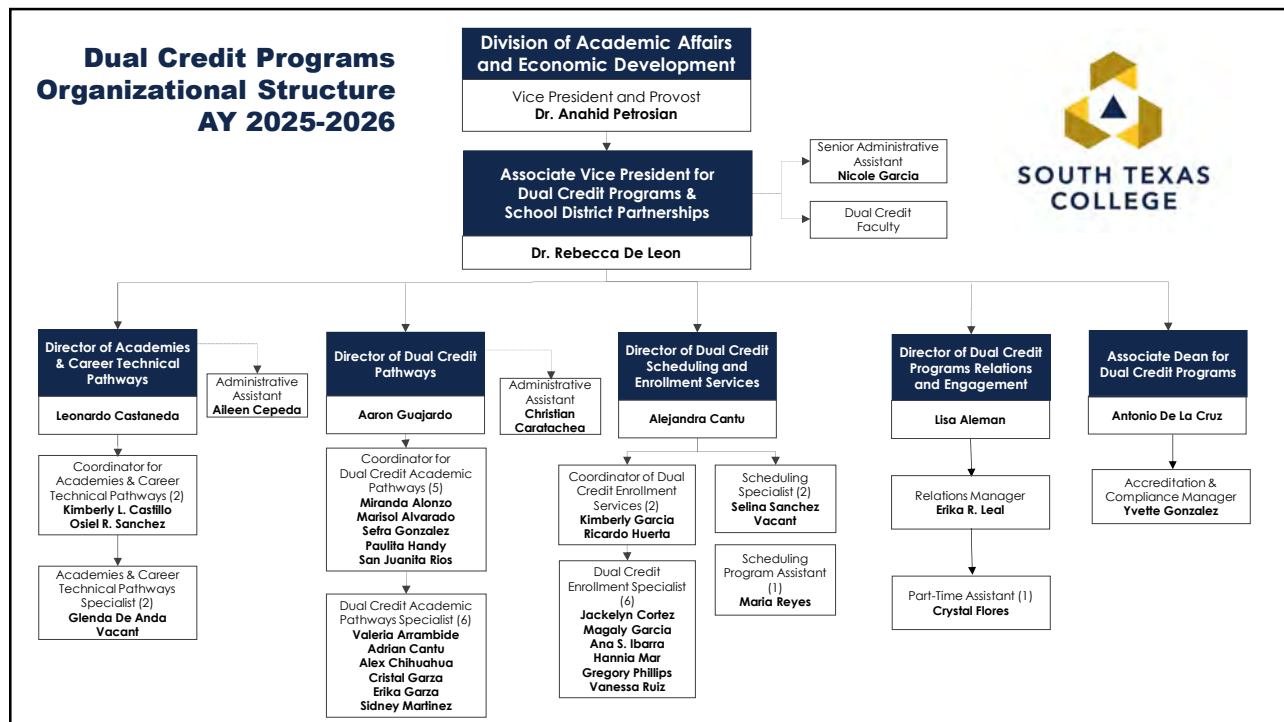 Dual Credit Programs
Organizational Structure
AY 2025-2026
Division of Academic Affairs
and Economic Development
Vice President and Provost
Dr. Anahid Petrosian
Associate Vice President for
Dual Credit Programs &
School District Partnerships
Dr. Rebecca De Leon
Senior Administrative
Assistant
Nicole Garcia
Dual Credit
Faculty
SOUTH TEXAS
COLLEGE
Director of Academies
& Career Technical
Pathways
Leonardo Castaneda
Administrative
Assistant
Aileen Cepeda
Coordinator for
Academies & Career
Technical Pathways (2)
Kimberly L. Castillo
Osiel R. Sanchez
Academies & Career
Technical Pathways
Specialist (2)
Glenda De Anda
Vacant
Director of Dual Credit
Pathways
Aaron Guajardo
Administrative
Assistant
Christian
Caratachea
Coordinator for
Dual Credit Academic
Pathways (5)
Miranda Alonzo
Marisol Alvarado
Sefra Gonzalez
Paulita Handy
San Juanita Rios
Dual Credit Academic
Pathways Specialist (6)
Valeria Arrambide
Adrian Cantu
Alex Chihuahua
Cristal Garza
Erika Garza
Sidney Martinez
Director of Dual Credit
Scheduling and
Enrollment Services
Alejandra Cantu
Coordinator of Dual
Credit Enrollment
Services (2)
Kimberly Garcia
Ricardo Huerta
Dual Credit
Enrollment Specialist
(6)
Jackelyn Cortez
Magaly Garcia
Ana S. Ibarra
Hannia Mar
Gregory Phillips
Vanessa Ruiz
Scheduling
Specialist (2)
Selina Sanchez
Vacant
Scheduling
Program Assistant
(1)
Maria Reyes
Director of Dual Credit
Programs Relations
and Engagement
Lisa Aleman
Relations Manager
Erika R. Leal
Part-Time Assistant (1)
Crystal Flores
Associate Dean for
Dual Credit Programs
Antonio De La Cruz
Accreditation &
Compliance Manager
Yvette Gonzalez